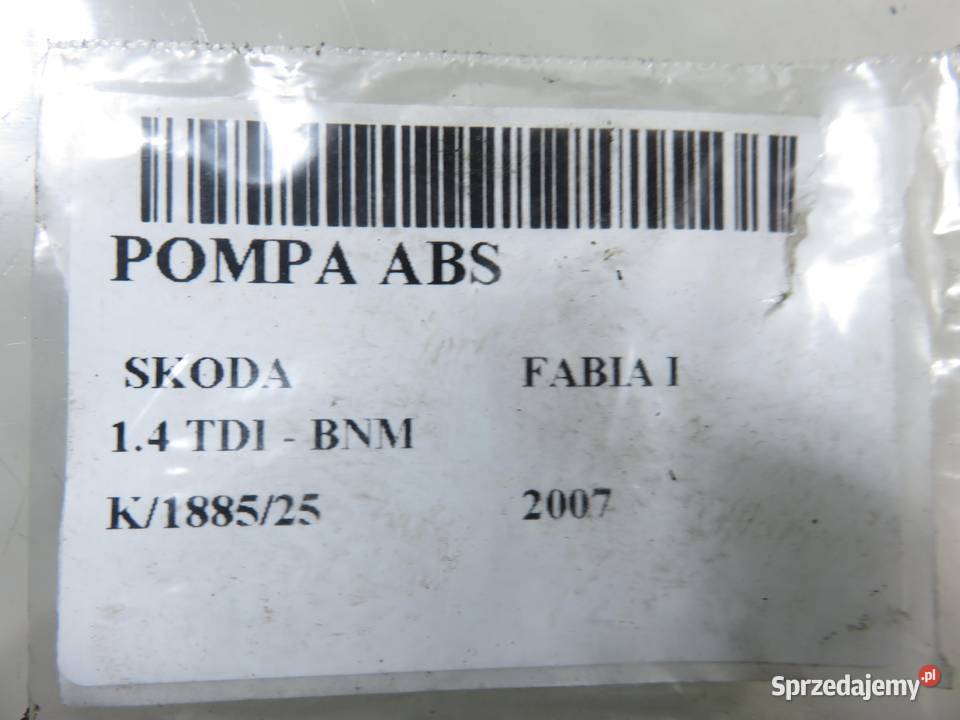 POMPA ABS
SKODA FABIA I
1.4 TDI - BNM
K/1885/25 2007
Sprzedajemy.pl